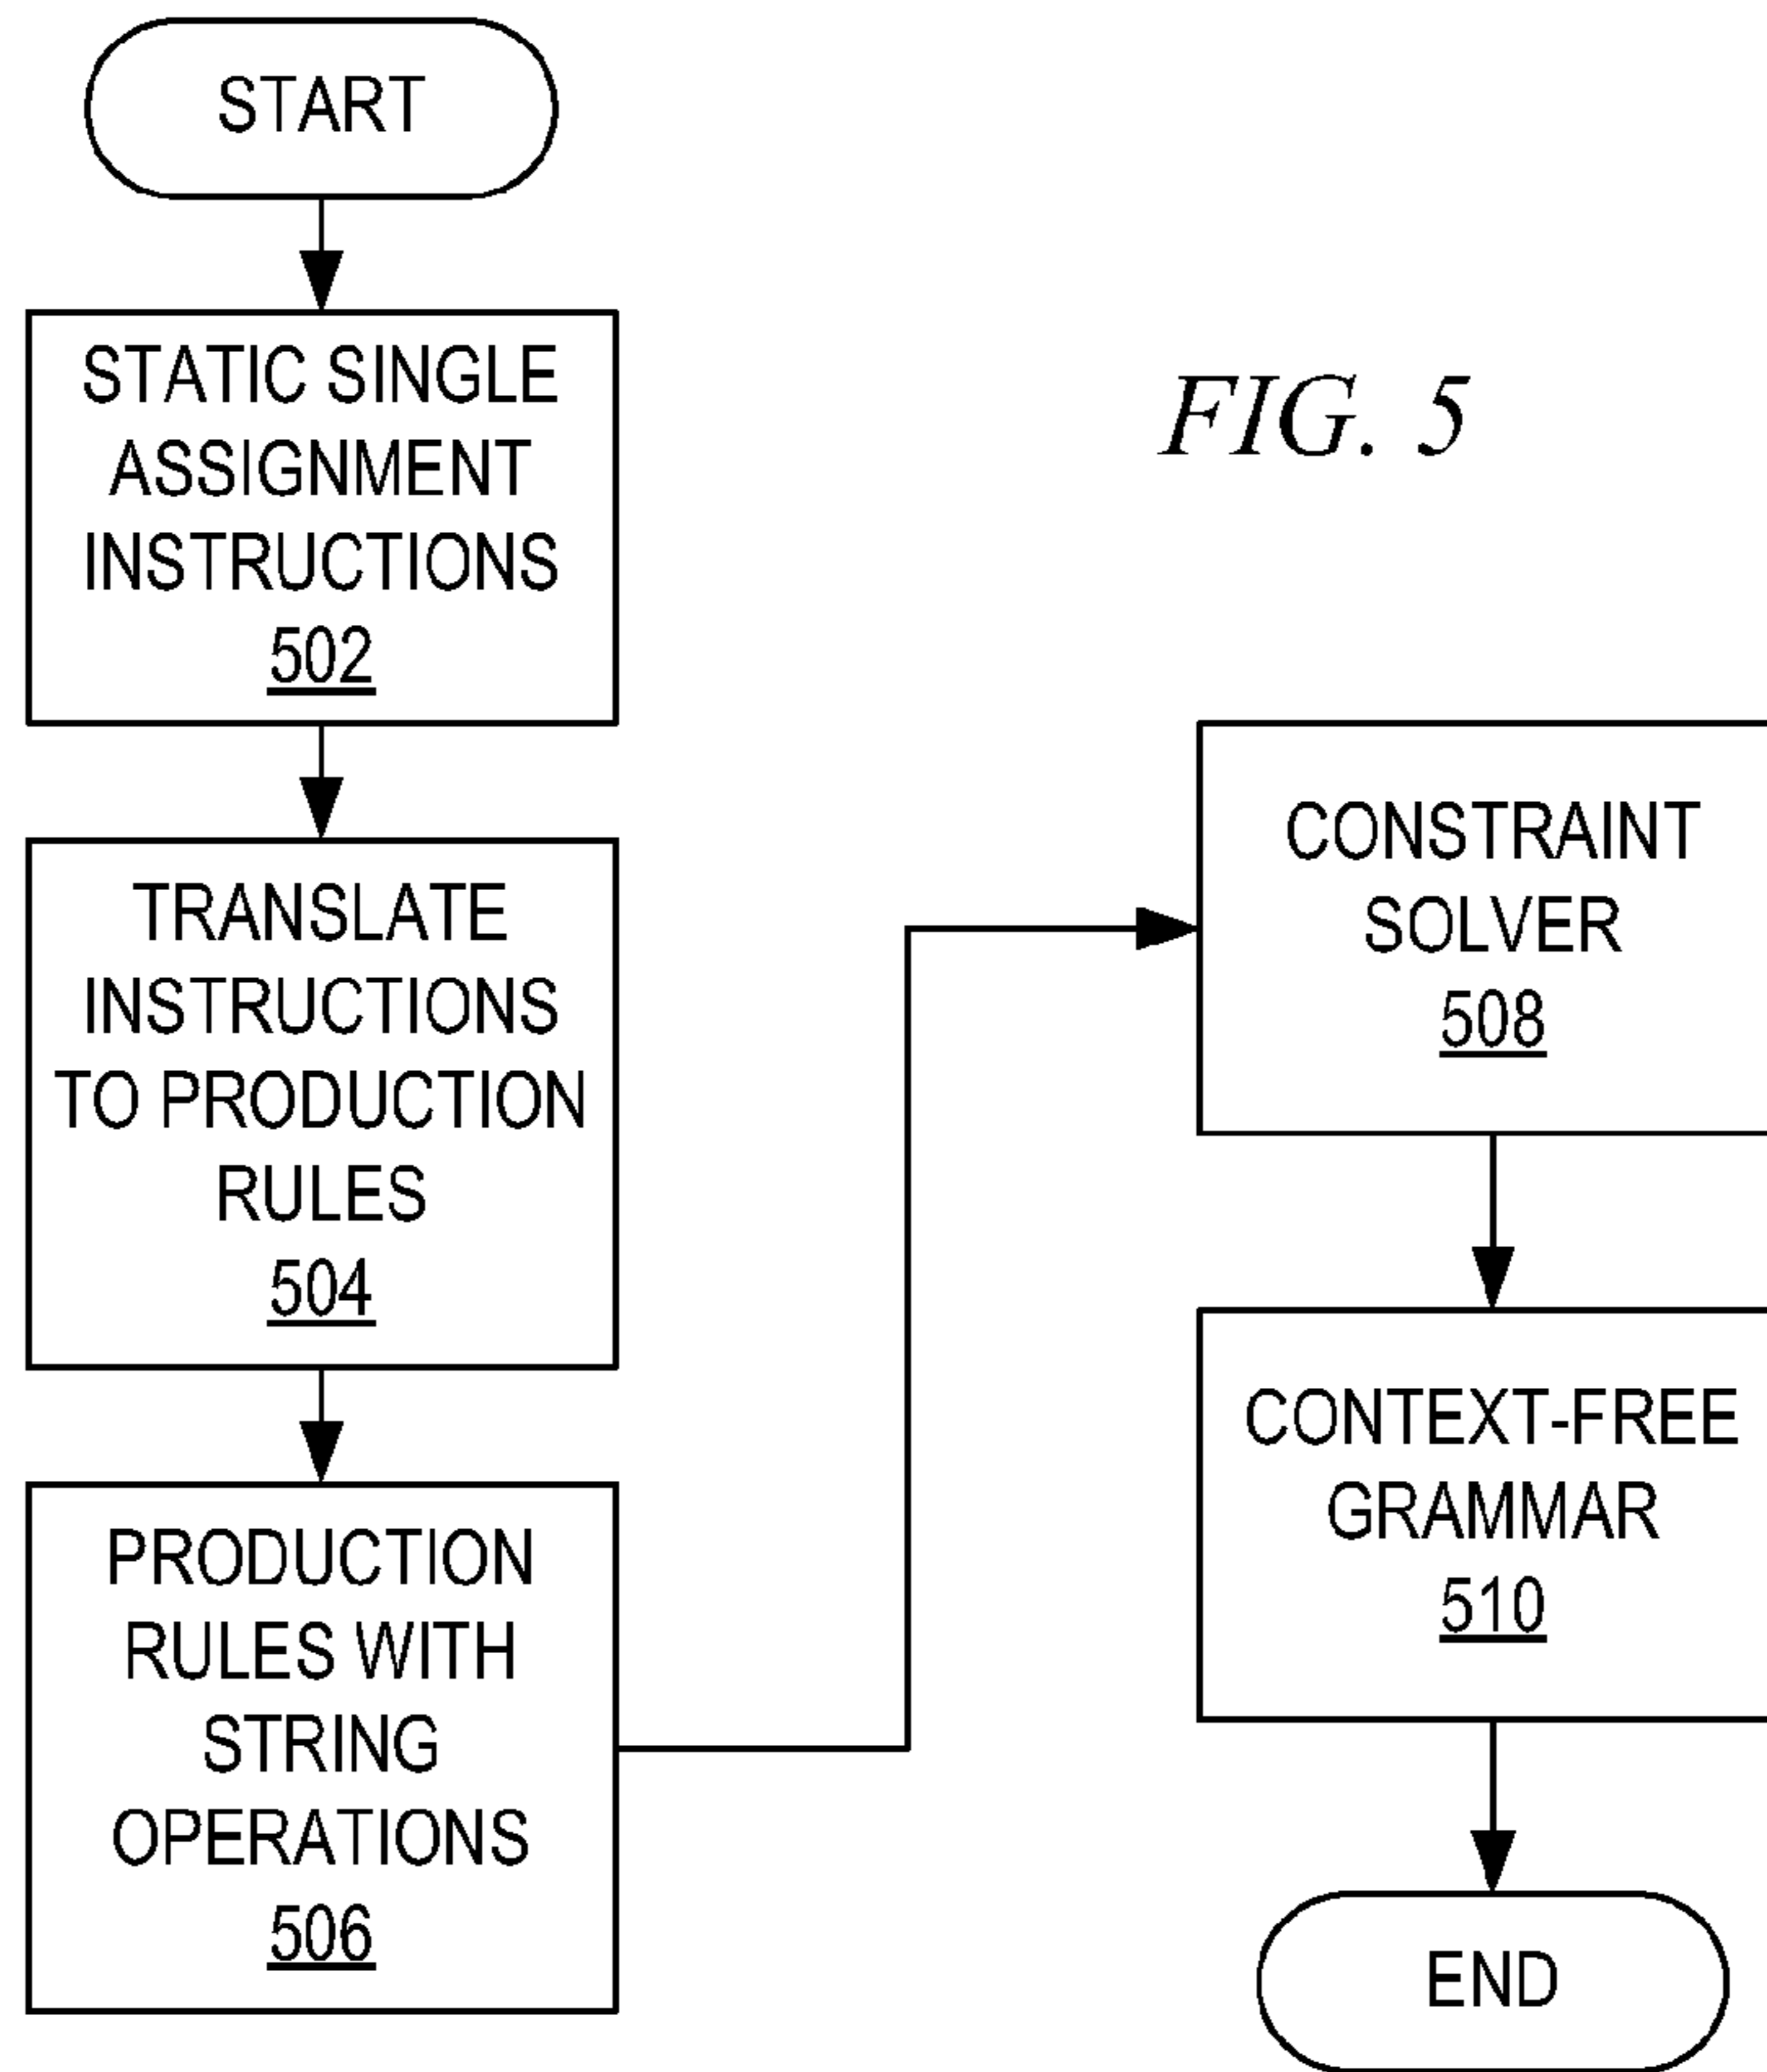 START
STATIC SINGLE
ASSIGNMENT
INSTRUCTIONS
502
TRANSLATE
INSTRUCTIONS
TO PRODUCTION
RULES
504
PRODUCTION
RULES WITH
STRING
OPERATIONS
506
FIG. 5
CONSTRAINT
SOLVER
508
CONTEXT-FREE
GRAMMAR
510
END